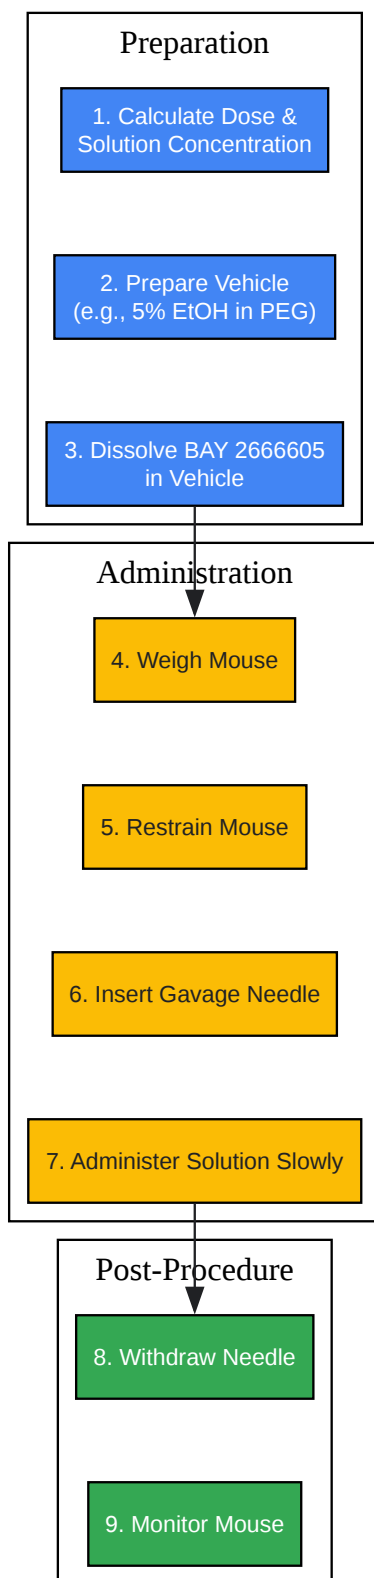 Preparation
1. Calculate Dose &
Solution Concentration
2. Prepare Vehicle
(e.g., 5% EtOH in PEG)
3. Dissolve BAY 2666605
in Vehicle
Administration
4. Weigh Mouse
5. Restrain Mouse
6. Insert Gavage Needle
7. Administer Solution Slowly
Post-Procedure
8. Withdraw Needle
9. Monitor Mouse